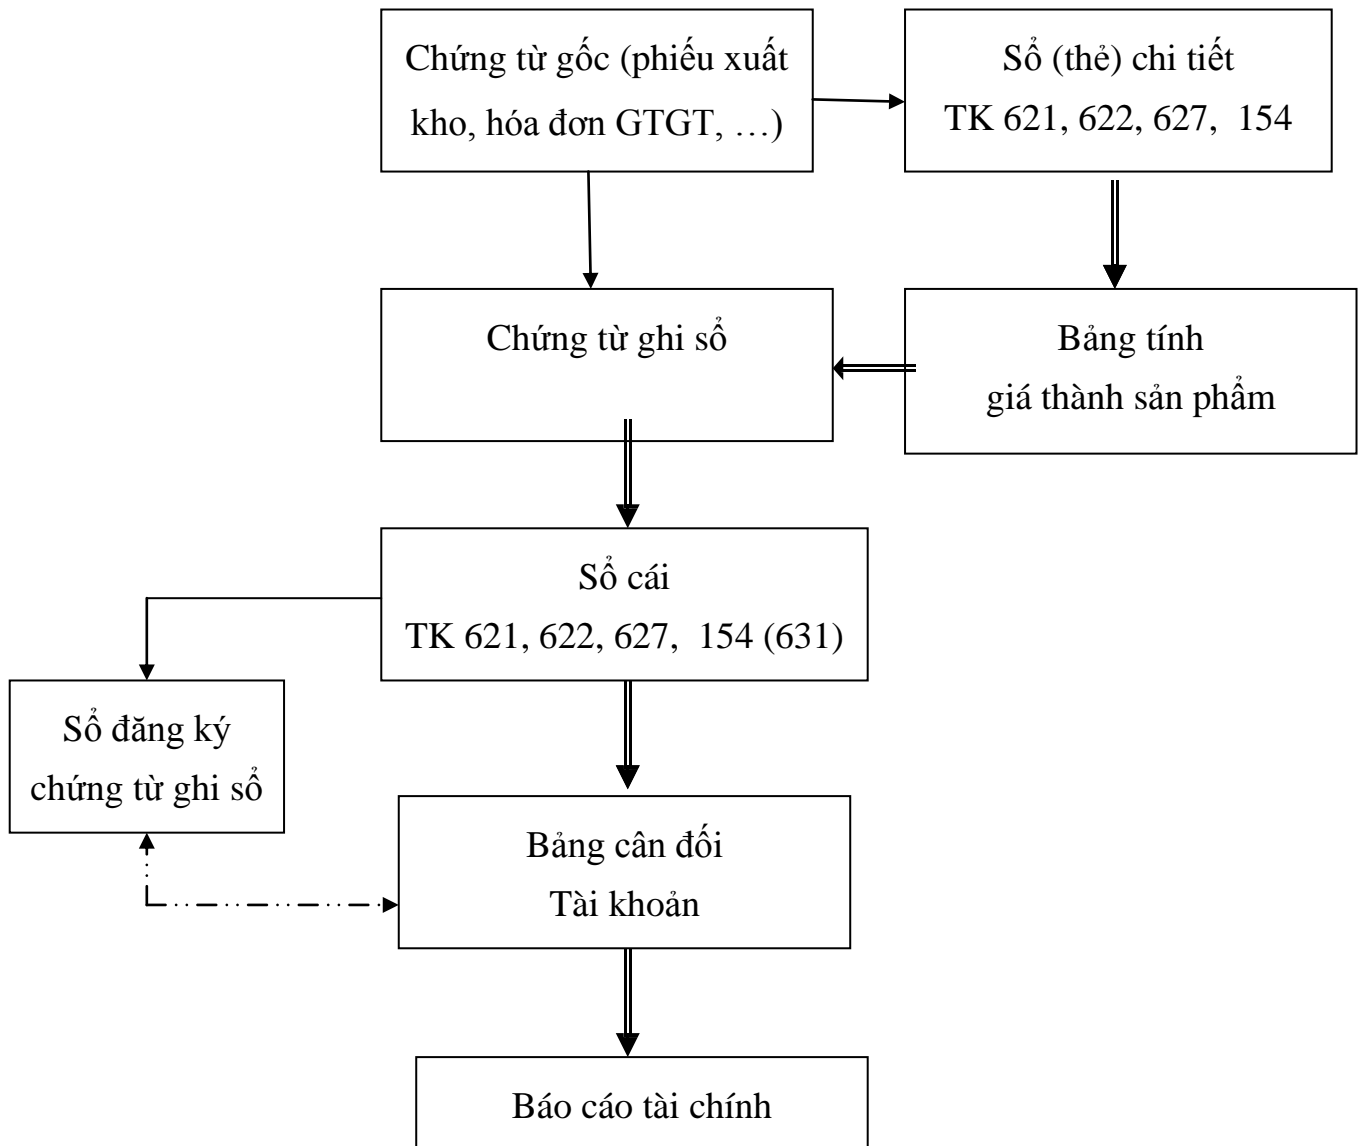 Chứng từ gốc (phiếu xuất
kho, hóa đơn GTGT, …)
Sổ (thẻ) chi tiết
TK 621, 622, 627, 154
Chứng từ ghi sổ
Bảng tính
giá thành sản phẩm
Sổ cái
TK 621, 622, 627, 154 (631)
Sổ đăng ký
chứng từ ghi sổ
Bảng cân đối
Tài khoản
Báo cáo tài chính